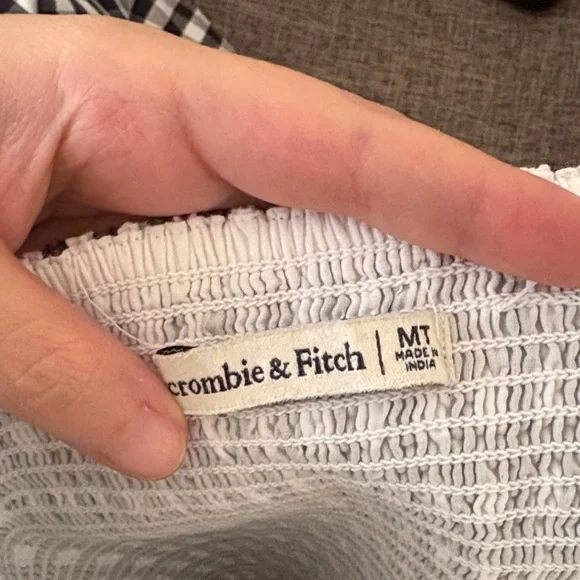 crombie & Fitch | MT
MADE IN
INDIA